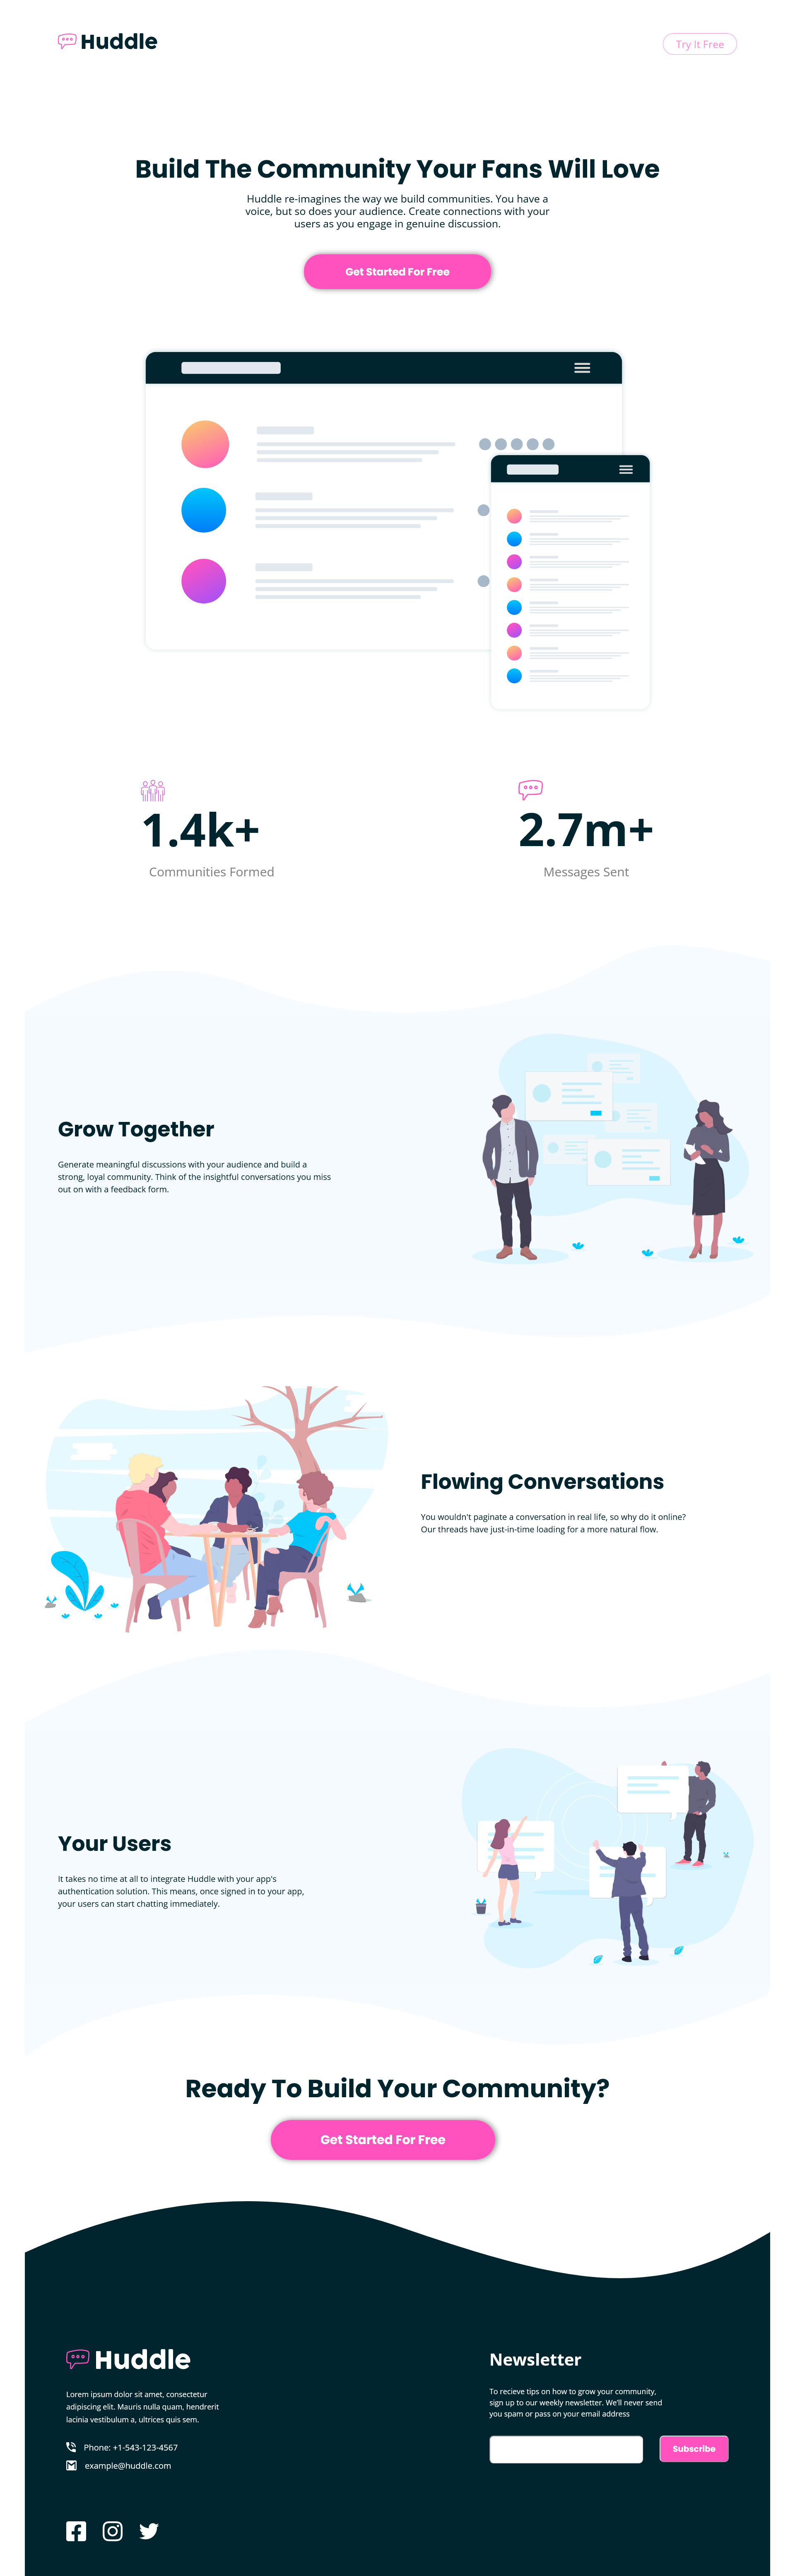 Huddle
Try It Free
Build The Community Your Fans Will Love
Huddle re-imagines the way we build communities. You have a
voice, but so does your audience. Create connections with your
users as you engage in genuine discussion.
Get Started For Free
1.4k+
Communities Formed
2.7m+
Messages Sent
Grow Together
Generate meaningful discussions with your audience and build a
strong, loyal community. Think of the insightful conversations you miss
out on with a feedback form.
Flowing Conversations
You wouldn't paginate a conversation in real life, so why do it online?
Our threads have just-in-time loading for a more natural flow.
Your Users
It takes no time at all to integrate Huddle with your app's
authentication solution. This means, once signed in to your app,
your users can start chatting immediately.
Ready To Build Your Community?
Get Started For Free
Huddle
Lorem ipsum dolor sit amet, consectetur
adipiscing elit. Mauris nulla quam, hendrerit
lacinia vestibulum a, ultrices quis sem.
Phone: +1-543-123-4567
example@huddle.com
Newsletter
To recieve tips on how to grow your community,
sign up to our weekly newsletter. We'll never send
you spam or pass on your email address
Subscribe